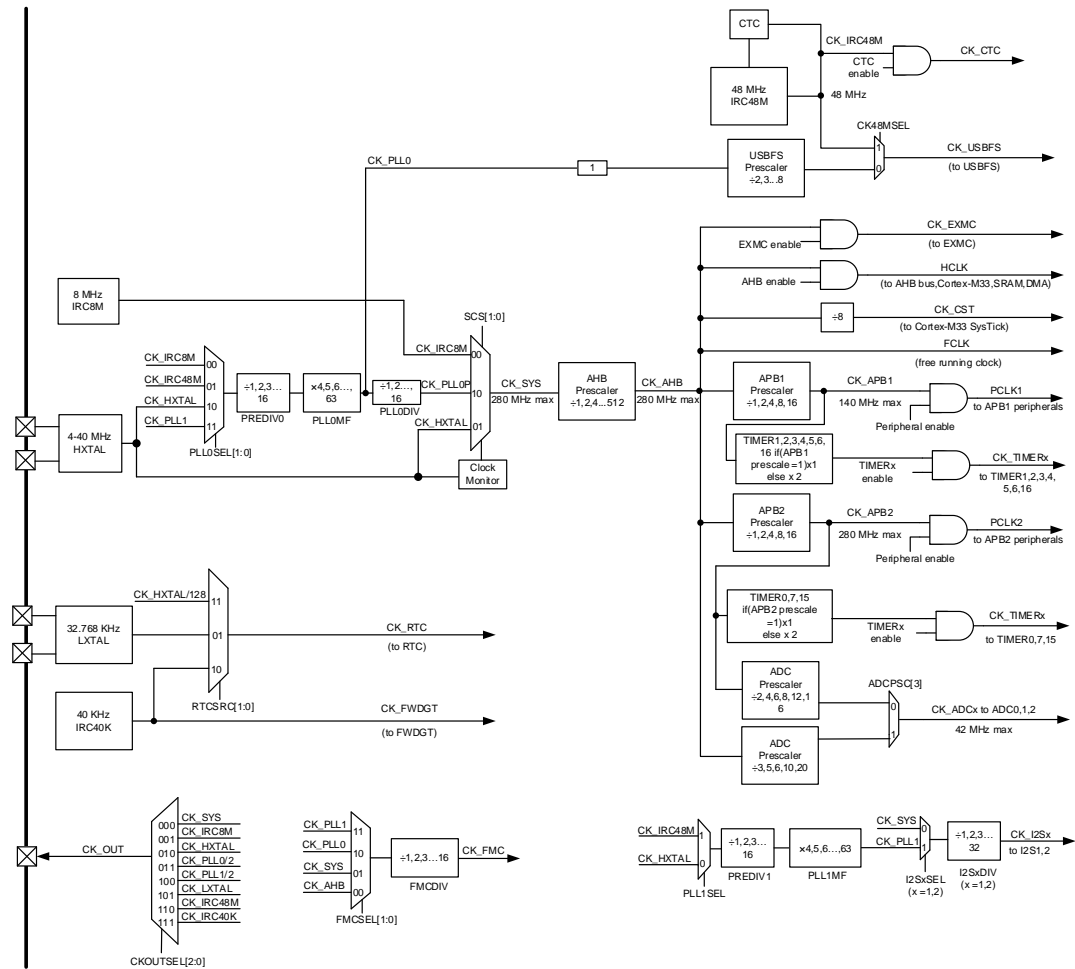 CTC
CK_IRC48M
CTC
enable
CK_CTC
48 MHz
IRC48M
48 MHz
CK48MSEL
CK_PLL0
1
USBFS
Prescaler
÷2,3...8
1
0
CK_USBFS
(to USBFS)
EXMC enable
CK_EXMC
(to EXMC)
AHB enable
HCLK
(to AHB bus,Cortex-M33,SRAM,DMA)
8 MHz
IRC8M
÷8
CK_CST
(to Cortex-M33 SysTick)
FCLK
(free running clock)
SCS[1:0]
CK_IRC8M
00
CK_IRC48M
01
CK_HXTAL
10
CK_PLL1
11
PLL0SEL[1:0]
÷1,2,3...
16
PREDIV0
×4,5,6...,
63
PLL0MF
÷1,2...,
16
PLL0DIV
CK_IRC8M
00
CK_PLL0P
10
CK_HXTAL
01
CK_SYS
280 MHz max
AHB
Prescaler
÷1,2,4...512
CK_AHB
280 MHz max
4-40 MHz
HXTAL
Clock
Monitor
APB1
Prescaler
÷1,2,4,8,16
CK_APB1
140 MHz max
Peripheral enable
PCLK1
to APB1 peripherals
TIMER1,2,3,4,5,6,
16 if(APB1
prescale=1)x1
else x 2
TIMERx
enable
CK_TIMERx
to TIMER1,2,3,4,
5,6,16
APB2
Prescaler
÷1,2,4,8,16
CK_APB2
280 MHz max
Peripheral enable
PCLK2
to APB2 peripherals
TIMER0,7,15
if(APB2 prescale
=1)x1
else x 2
TIMERx
enable
CK_TIMERx
to TIMER0,7,15
CK_HXTAL/128
11
01
10
32.768 KHz
LXTAL
CK_RTC
(to RTC)
RTCSRC[1:0]
40 KHz
IRC40K
CK_FWDGT
(to FWDGT)
ADC
Prescaler
÷2,4,6,8,12,1
6
ADC
Prescaler
÷3,5,6,10,20
ADCPSC[3]
0
1
CK_ADCx to ADC0,1,2
42 MHz max
CK_OUT
000
CK_SYS
001
CK_IRC8M
010
CK_HXTAL
011
CK_PLL0/2
100
CK_PLL1/2
101
CK_LXTAL
110
CK_IRC48M
111
CK_IRC40K
CKOUTSEL[2:0]
CK_PLL1
11
CK_PLL0
10
CK_SYS
01
CK_AHB
00
FMCSEL[1:0]
÷1,2,3...16
FMCDIV
CK_FMC
CK_IRC48M
1
CK_HXTAL
0
PLL1SEL
÷1,2,3...
16
PREDIV1
×4,5,6...,63
PLL1MF
CK_SYS
0
CK_PLL1
1
I2SxSEL
(x =1,2)
÷1,2,3...
32
I2SxDIV
(x =1,2)
CK_I2Sx
to I2S1,2